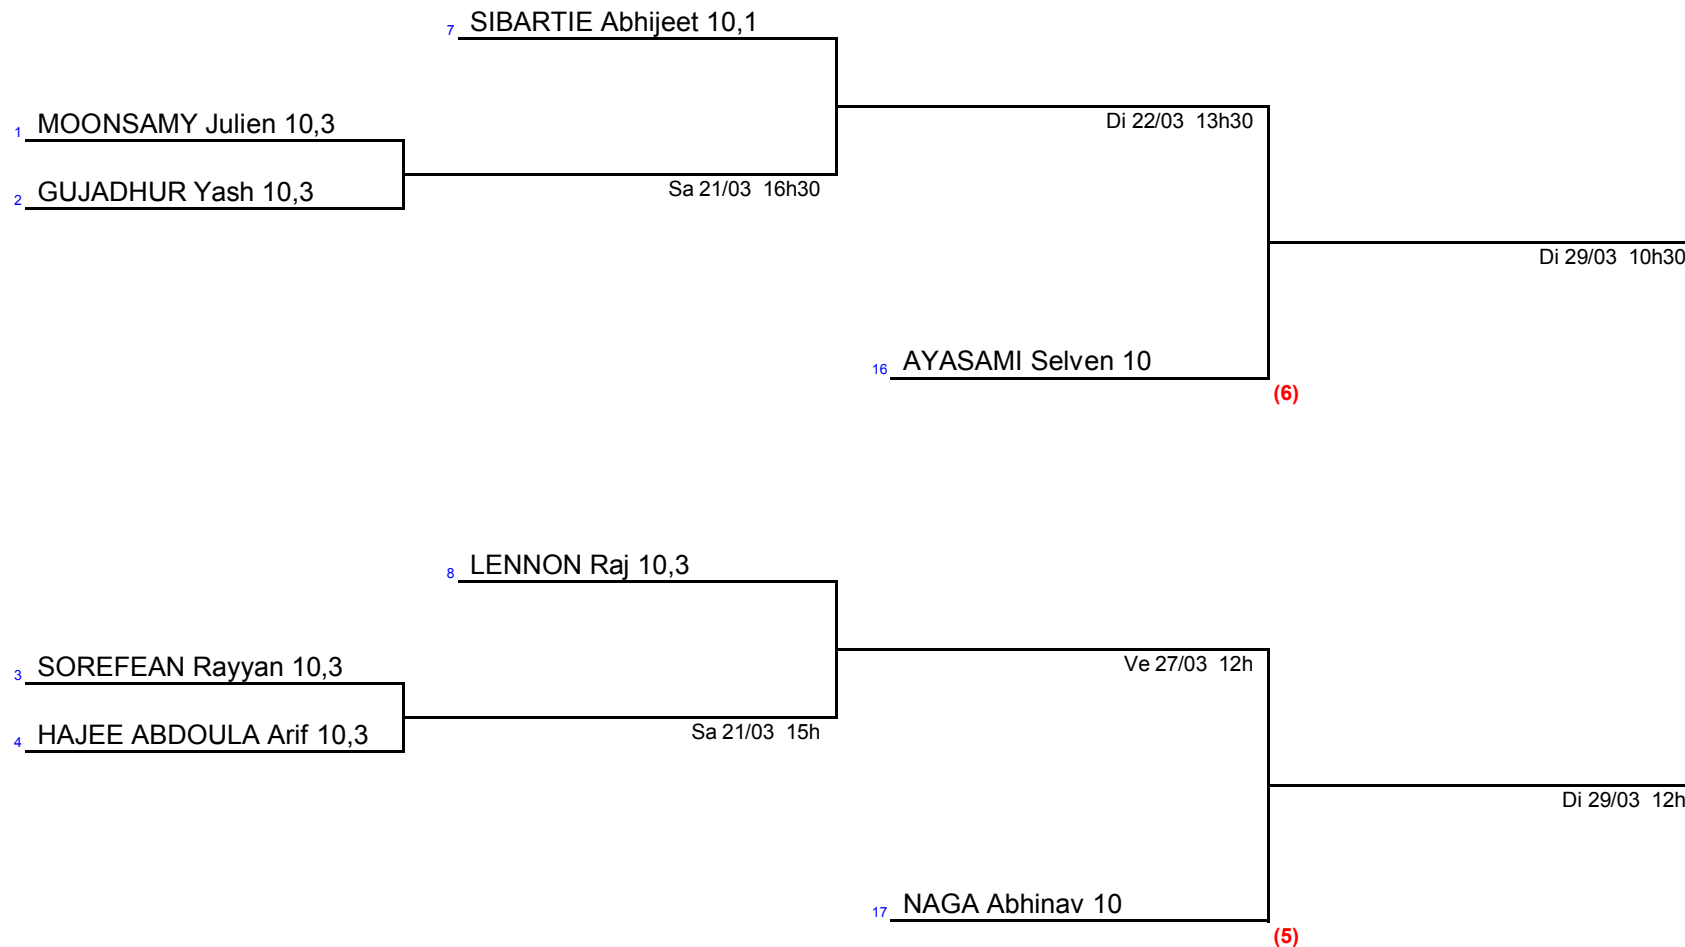 7 SIBARTIE Abhijeet 10,1
1 MOONSAMY Julien 10,3
Di 22/03 13h30
2 GUJADHUR Yash 10,3
Sa 21/03 16h30
Di 29/03 10h30
16 AYASAMI Selven 10
(6)
8 LENNON Raj 10,3
3 SOREFEAN Rayyan 10,3
Ve 27/03 12h
4 HAJEE ABDOULA Arif 10,3
Sa 21/03 15h
Di 29/03 12h
17 NAGA Abhinav 10
(5)